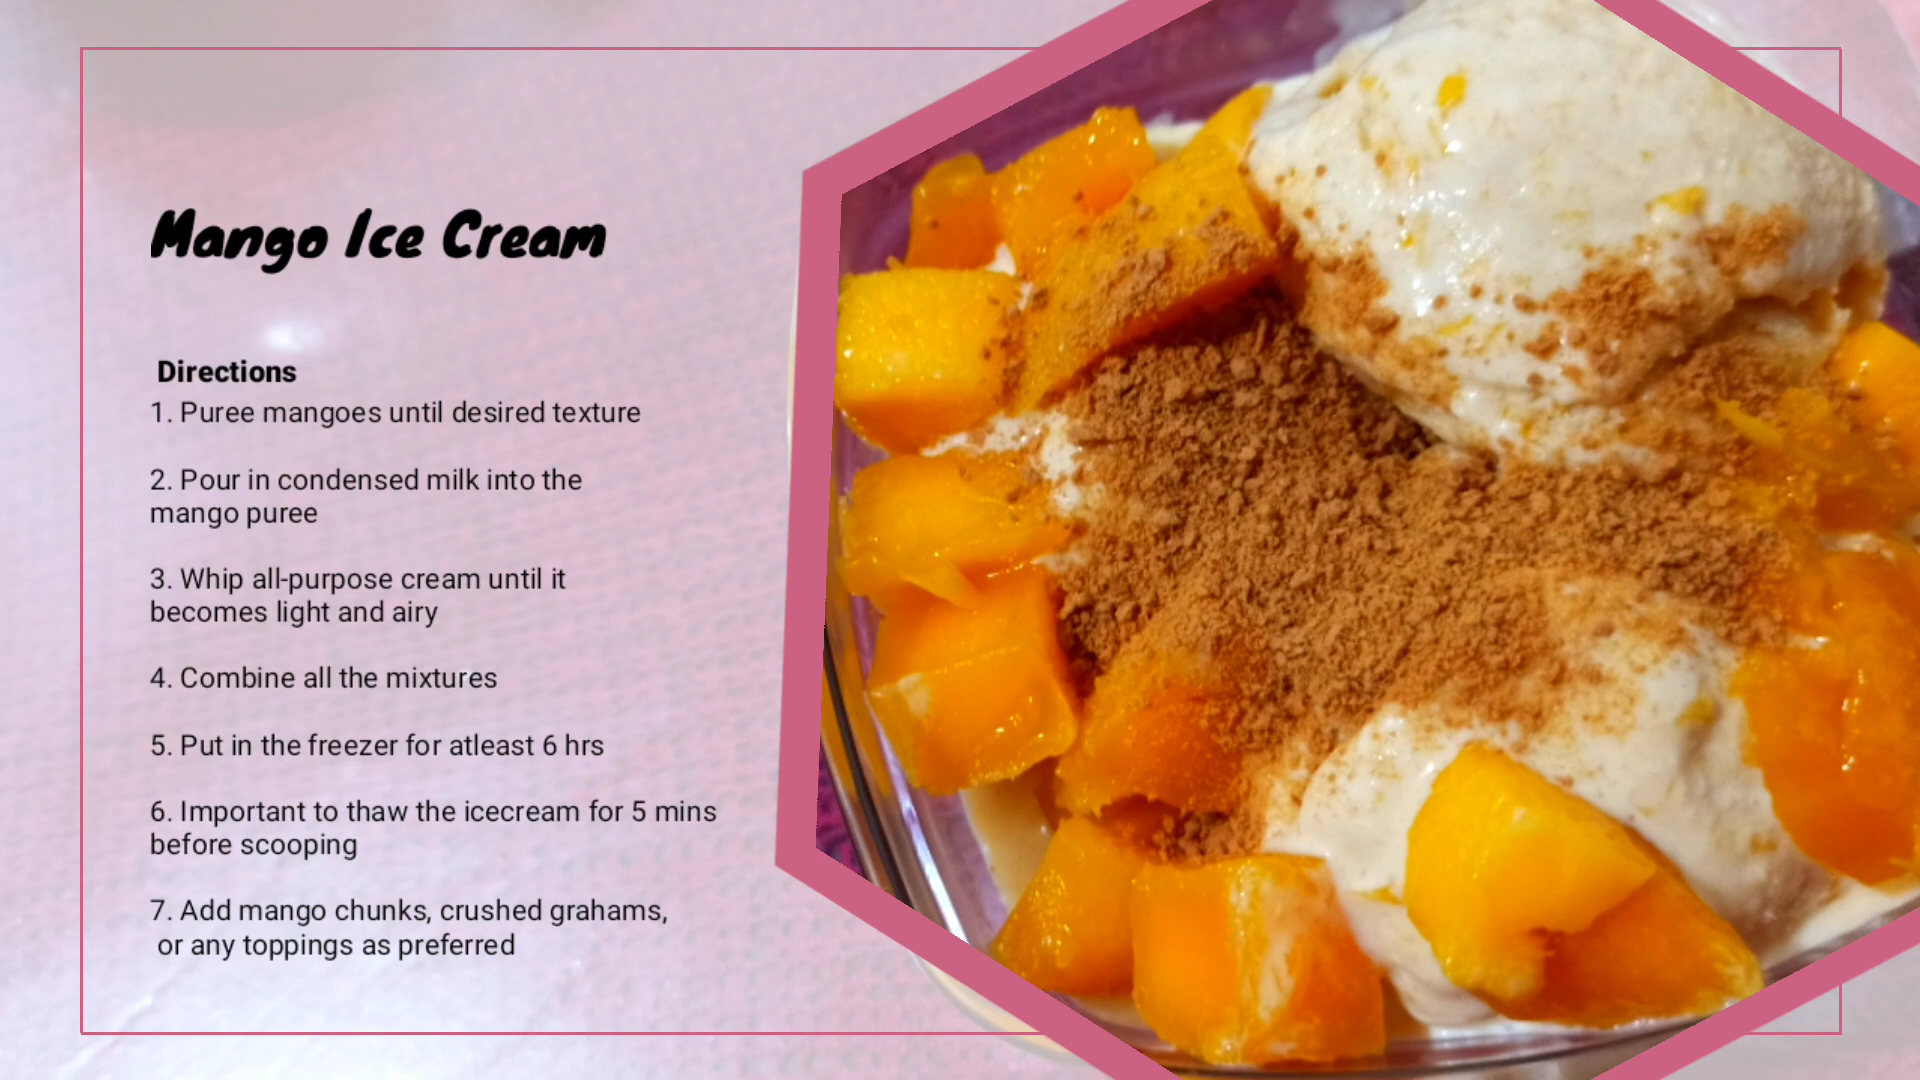 Mango Ice Cream
Directions
1. Puree mangoes until desired texture
2. Pour in condensed milk into the
mango puree
3. Whip all-purpose cream until it
becomes light and airy
4. Combine all the mixtures
5. Put in the freezer for atleast 6 hrs
6. Important to thaw the icecream for 5 mins
before scooping
7. Add mango chunks, crushed grahams,
or any toppings as preferred